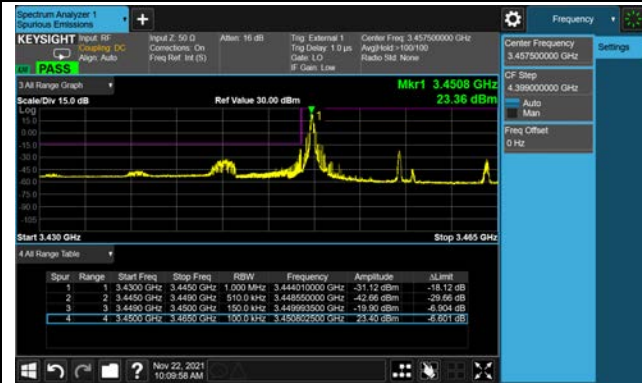 Spectrum Analyzer 1
Spurious Emissions
Frequency
KEYSIGHT
Input: RF
Coupling: DC
Align: Auto
Input Z: 50 Ω
Corrections: On
Freq Ref: Int (S)
Atten: 16 dB
Trig: External 1
Trig Delay: 1.0 µs
Gate: LO
IF Gain: Low
Center Freq: 3.457500000 GHz
Avg|Hold:>100/100
Radio Std: None
PASS
Center Frequency
3.457500000 GHz
Settings
CF Step
4.399000000 GHz
Auto
Man
Freq Offset
0 Hz
3 All Range Graph
Mkr1 3.4508 GHz
Scale/Div 15.0 dB
Ref Value 30.00 dBm
23.36 dBm
Log
15.0
0.00
-15.0
-30.0
-45.0
-60.0
-75.0
-90.0
-105
1
Start 3.430 GHz
Stop 3.465 GHz
4 All Range Table
Spur Range Start Freq Stop Freq RBW Frequency Amplitude ΔLimit
1 1 3.4300 GHz 3.4450 GHz 1.000 MHz 3.444010000 GHz -31.12 dBm -18.12 dB
2 2 3.4450 GHz 3.4490 GHz 510.0 kHz 3.448550000 GHz -42.66 dBm -29.66 dB
3 3 3.4490 GHz 3.4500 GHz 150.0 kHz 3.449993500 GHz -19.90 dBm -6.904 dB
4 4 3.4500 GHz 3.4650 GHz 100.0 kHz 3.450802500 GHz 23.40 dBm -6.601 dB
?
Nov 22, 2021
10:09:58 AM